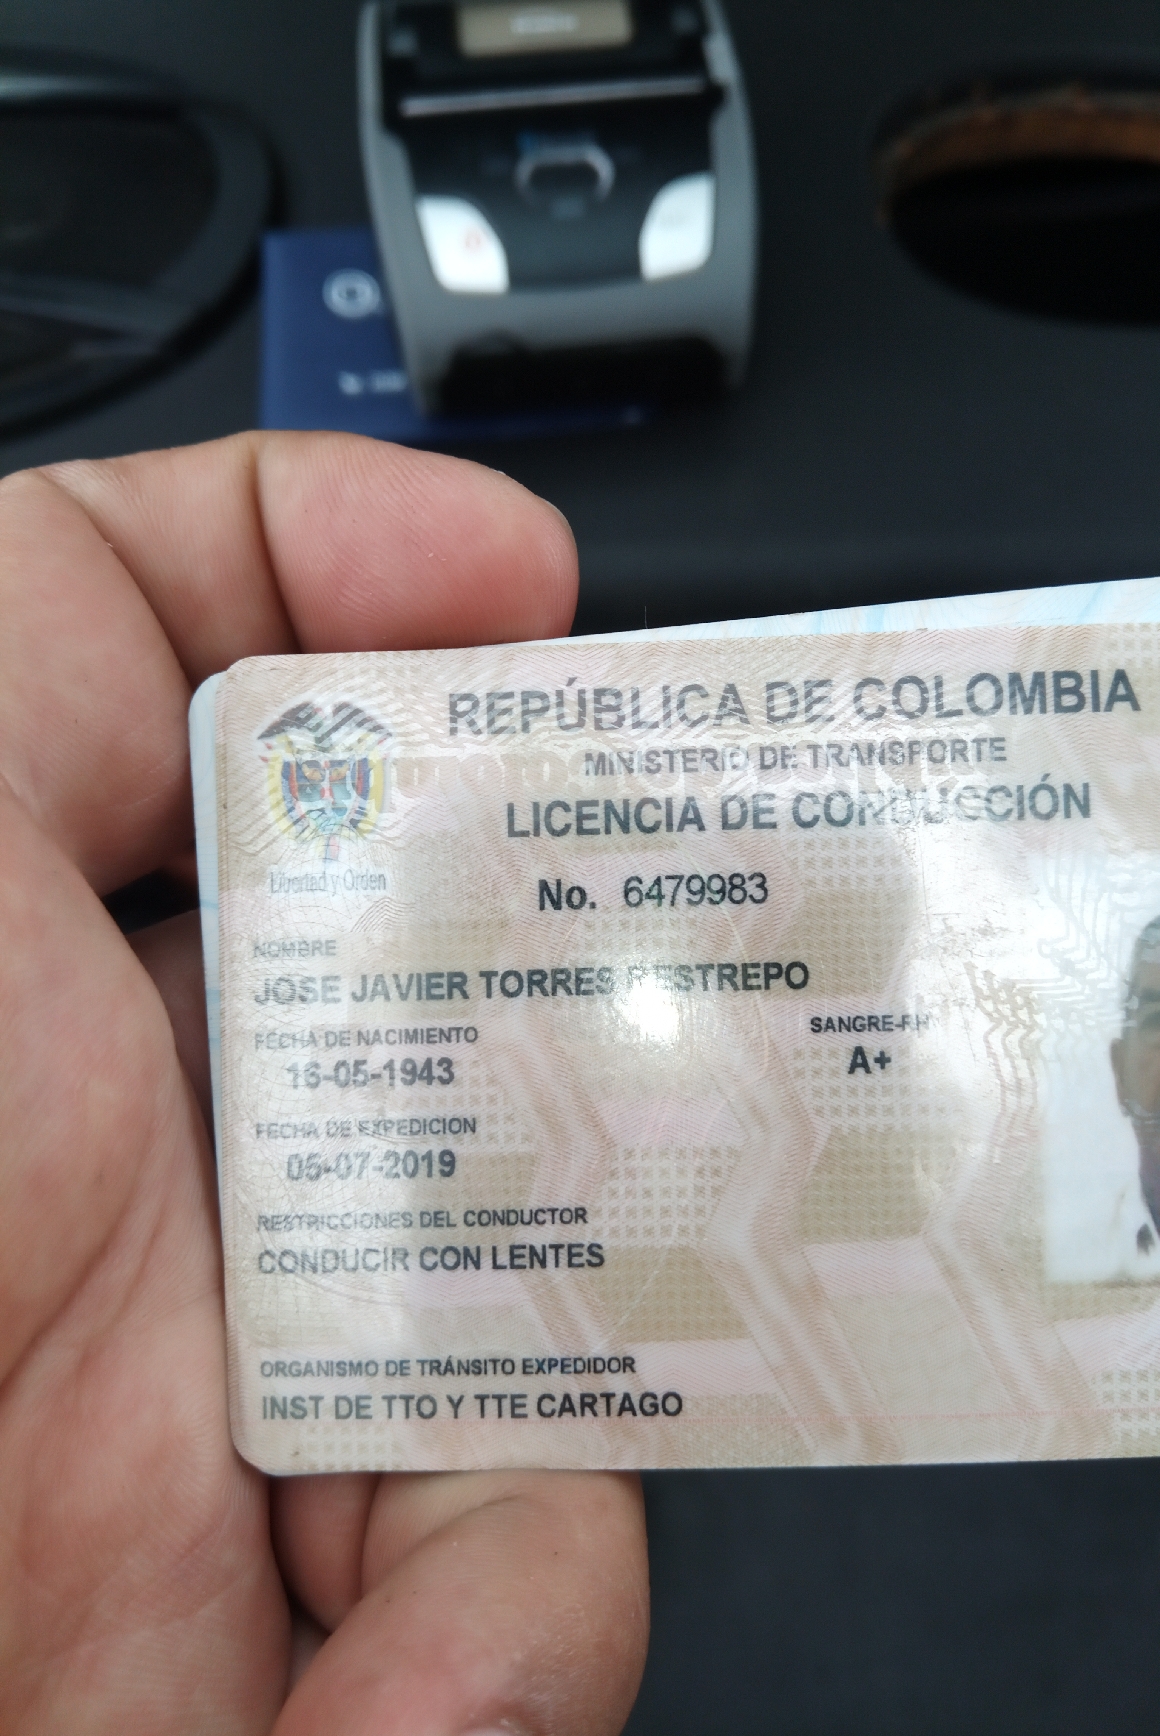 REPÚBLICA DE COLOMBIA
MINISTERIO DE TRANSPORTE
LICENCIA DE CONDUCCIÓN
Libertad y Orden
No. 6479983
NOMBRE
JOSE JAVIER TORRES RESTREPO
FECHA DE NACIMIENTO
16-05-1943
SANGRE-RH
A+
FECHA DE EXPEDICION
05-07-2019
RESTRICCIONES DEL CONDUCTOR
CONDUCIR CON LENTES
ORGANISMO DE TRÁNSITO EXPEDIDOR
INST DE TTO Y TTE CARTAGO